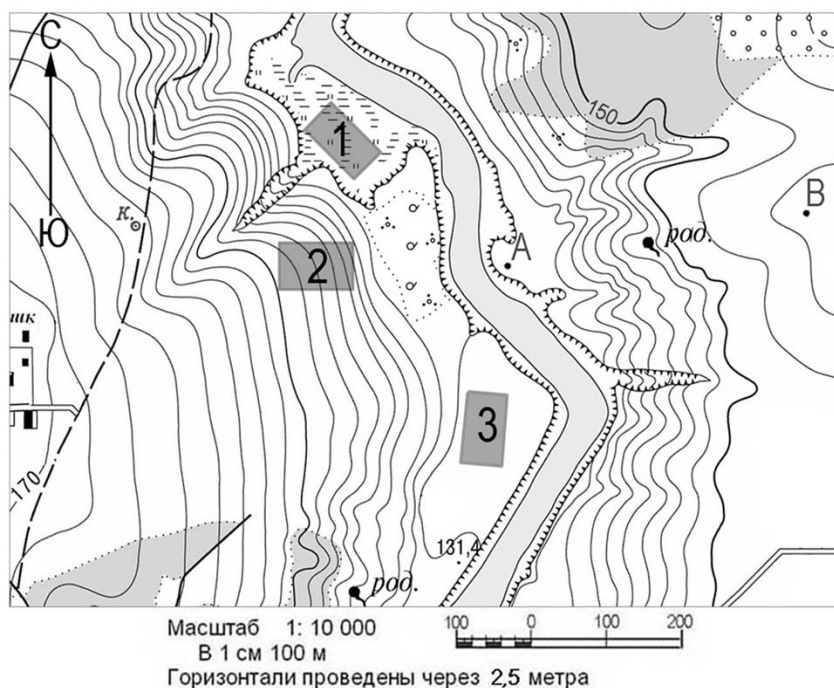 С
150
1
В
к.
Ю
род.
А
2
шк
3
170
131,4
род.
Масштаб 1: 10 000
В 1 см 100 м
Горизонтали проведены через 2,5 метра
100 0 100 200